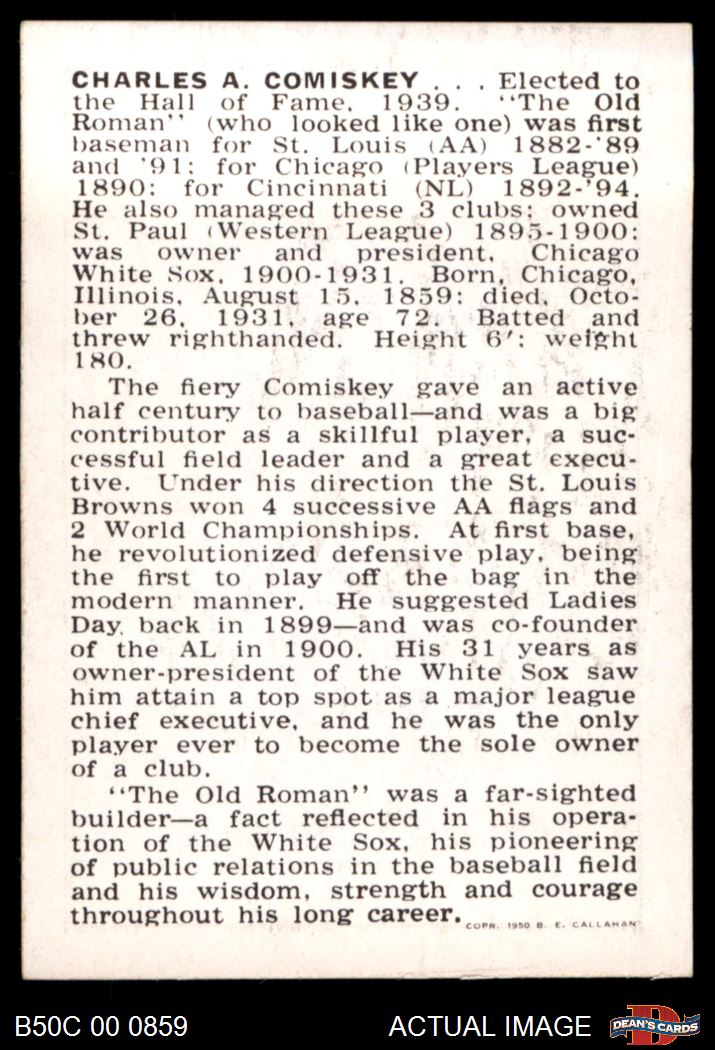 CHARLES A. COMISKEY . . . Elected to
the Hall of Fame, 1939. "The Old
Roman" (who looked like one) was first
baseman for St. Louis (AA) 1882-'89
and '91; for Chicago (Players League)
1890; for Cincinnati (NL) 1892-'94.
He also managed these 3 clubs; owned
St. Paul (Western League) 1895-1900;
was owner and president, Chicago
White Sox, 1900-1931. Born, Chicago,
Illinois, August 15, 1859; died, Octo-
ber 26, 1931, age 72. Batted and
threw righthanded. Height 6'; weight
180.
The fiery Comiskey gave an active
half century to baseball—and was a big
contributor as a skillful player, a suc-
cessful field leader and a great execu-
tive. Under his direction the St. Louis
Browns won 4 successive AA flags and
2 World Championships. At first base,
he revolutionized defensive play, being
the first to play off the bag in the
modern manner. He suggested Ladies
Day, back in 1899—and was co-founder
of the AL in 1900. His 31 years as
owner-president of the White Sox saw
him attain a top spot as a major league
chief executive, and he was the only
player ever to become the sole owner
of a club.
"The Old Roman" was a far-sighted
builder—a fact reflected in his opera-
tion of the White Sox, his pioneering
of public relations in the baseball field
and his wisdom, strength and courage
throughout his long career.
COPR. 1950 B. E. CALLAHAN
B50C 00 0859
ACTUAL IMAGE
D
DEAN'S CARDS